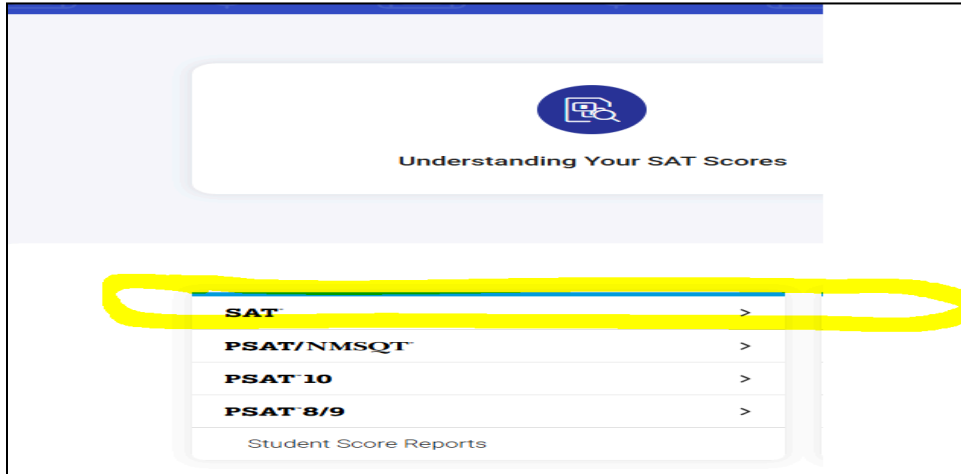 Understanding Your SAT Scores
SAT >
PSAT/NMSQT >
PSAT 10 >
PSAT 8/9 >
Student Score Reports